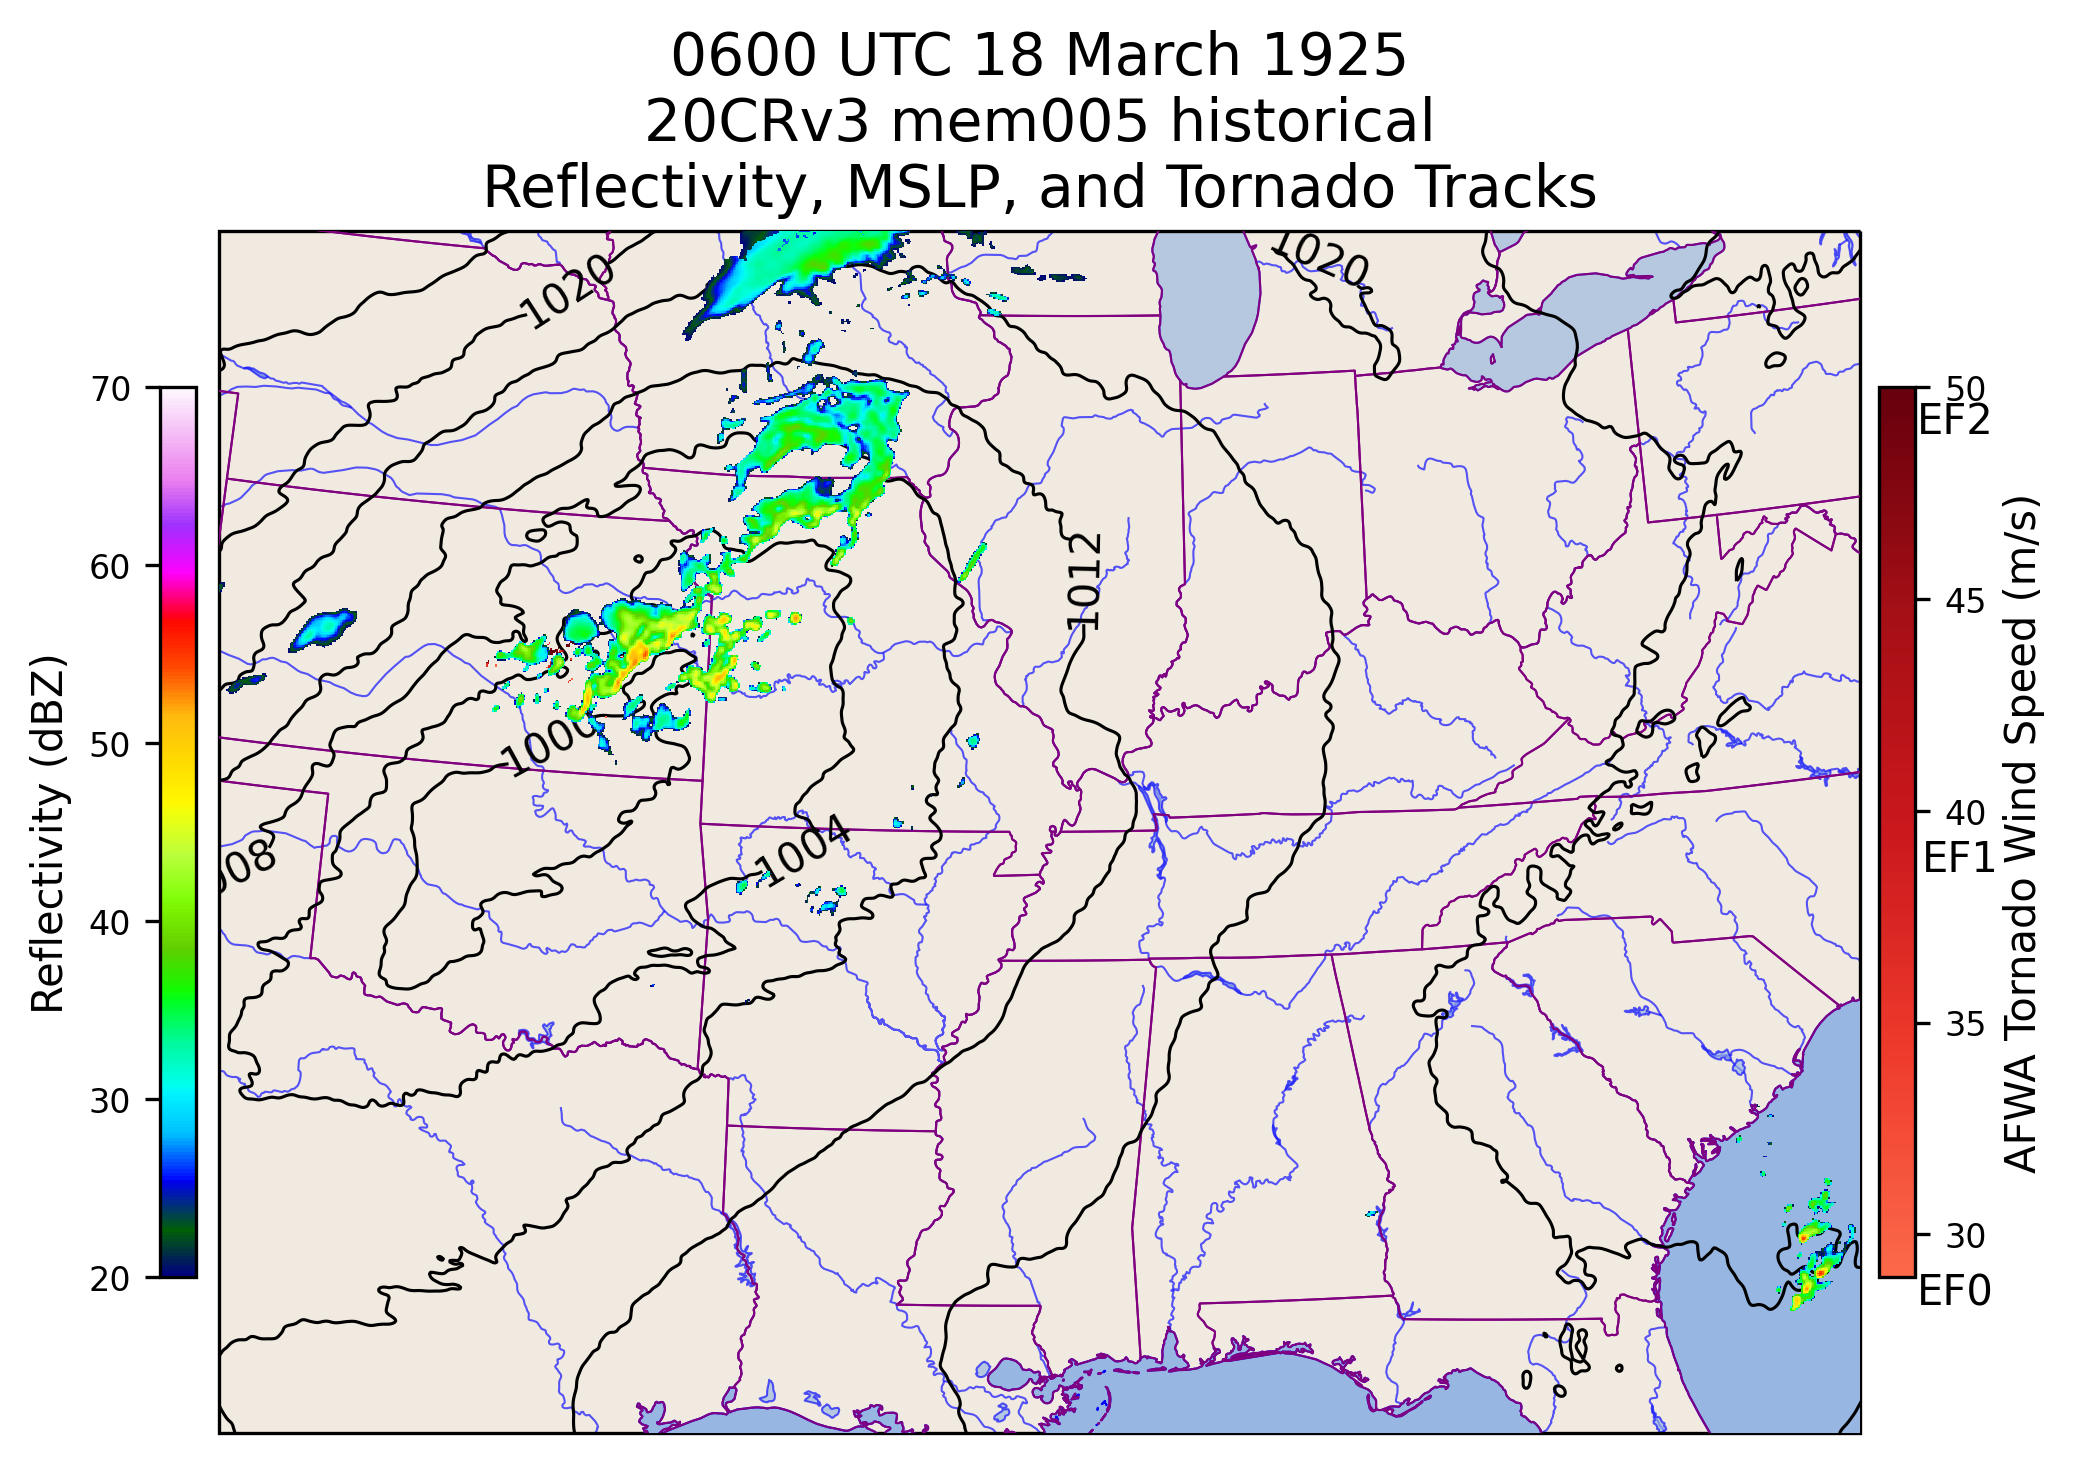 0600 UTC 18 March 1925
20CRv3 mem005 historical
Reflectivity, MSLP, and Tornado Tracks
1020
1020
1012
1000
1004
008
70
60
50
40
30
20
Reflectivity (dBZ)
50
EF2
45
40
EF1
35
30
EF0
AFWA Tornado Wind Speed (m/s)